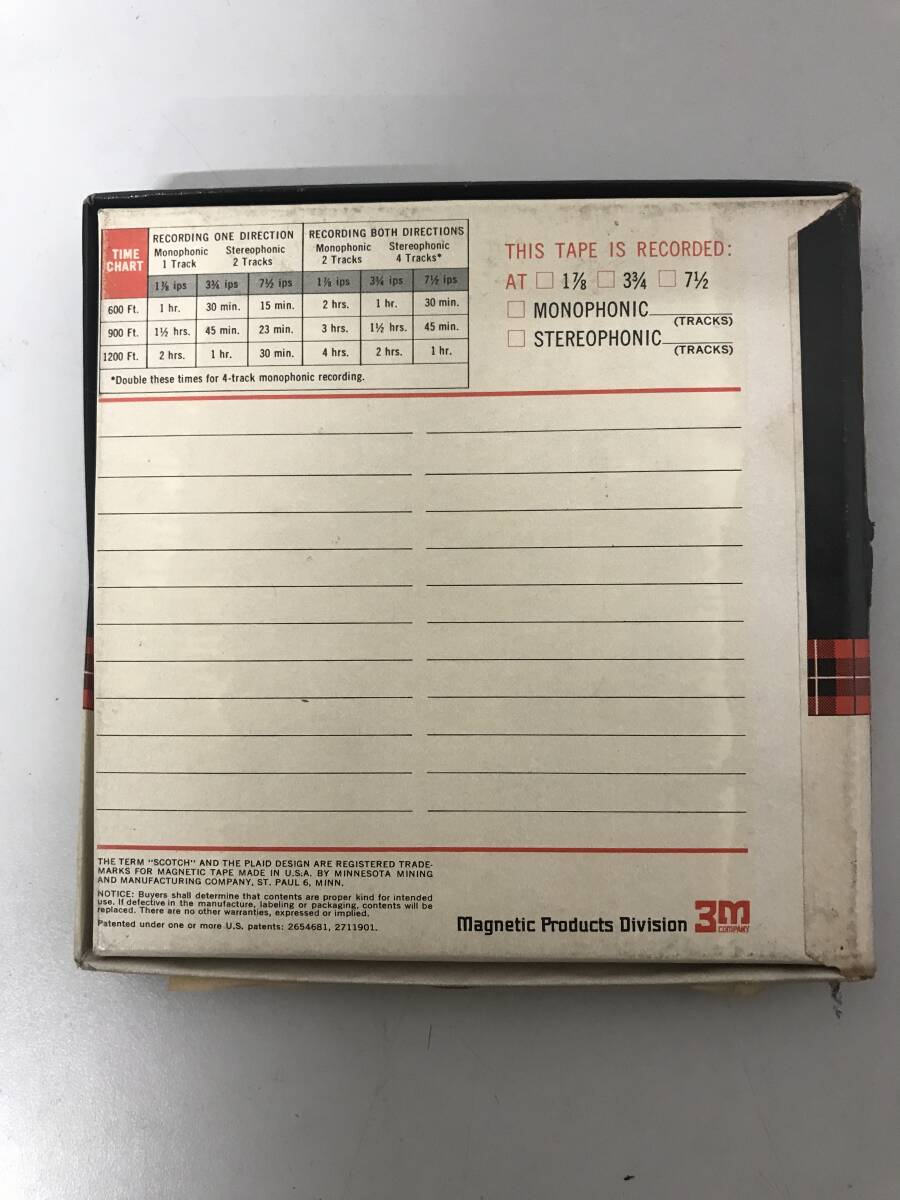 TIME CHART
RECORDING ONE DIRECTION
Monophonic 1 Track
Stereophonic 2 Tracks
RECORDING BOTH DIRECTIONS
Monophonic 2 Tracks
Stereophonic 4 Tracks*
1⅞ ips 3¾ ips 7½ ips 1⅞ ips 3¾ ips 7½ ips
600 Ft. 1 hr. 30 min. 15 min. 2 hrs. 1 hr. 30 min.
900 Ft. 1½ hrs. 45 min. 23 min. 3 hrs. 1½ hrs. 45 min.
1200 Ft. 2 hrs. 1 hr. 30 min. 4 hrs. 2 hrs. 1 hr.
*Double these times for 4-track monophonic recording.
THIS TAPE IS RECORDED:
AT 1⅞ 3¾ 7½
MONOPHONIC
(TRACKS)
STEREOPHONIC
(TRACKS)
THE TERM "SCOTCH" AND THE PLAID DESIGN ARE REGISTERED TRADE-
MARKS FOR MAGNETIC TAPE MADE IN U.S.A. BY MINNESOTA MINING
AND MANUFACTURING COMPANY, ST. PAUL 6, MINN.
NOTICE: Buyers shall determine that contents are proper kind for intended
use. If defective in the manufacture, labeling or packaging, contents will be
replaced. There are no other warranties, expressed or implied.
Patented under one or more U.S. patents: 2654681, 2711901.
Magnetic Products Division 3M
COMPANY